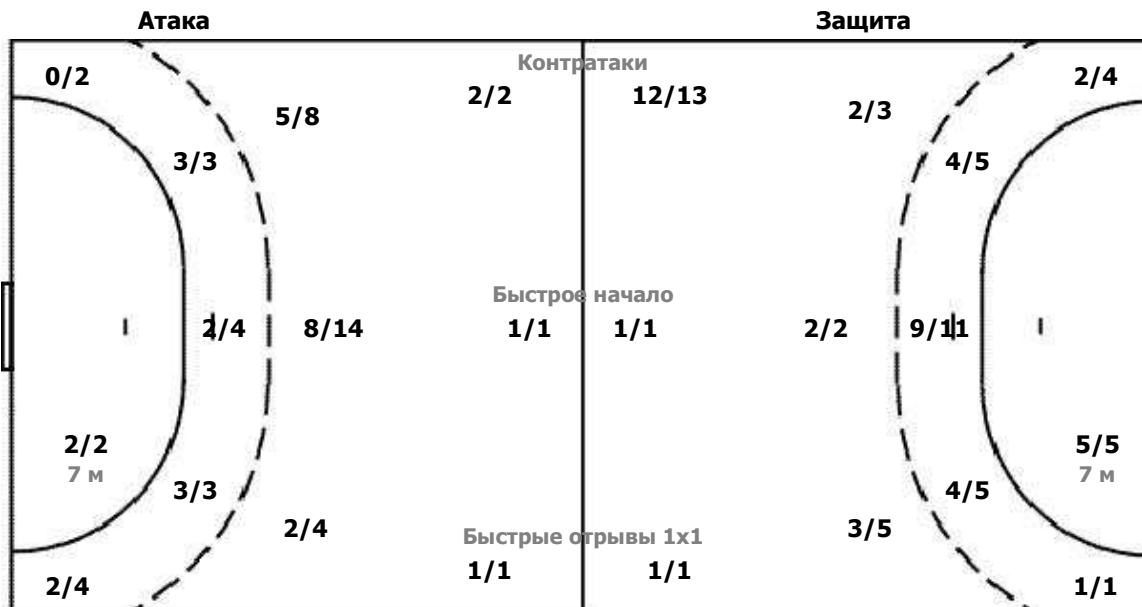 Атака Защита
0/2 Контратаки 2/4
2/2 12/13
5/8 2/3
3/3 4/5
Быстрое начало
2/4 8/14 1/1 1/1 2/2 9/11
2/2 5/5
7 м 7 м
3/3 4/5
2/4 3/5
Быстрые отрывы 1x1
1/1 1/1
2/4 1/1